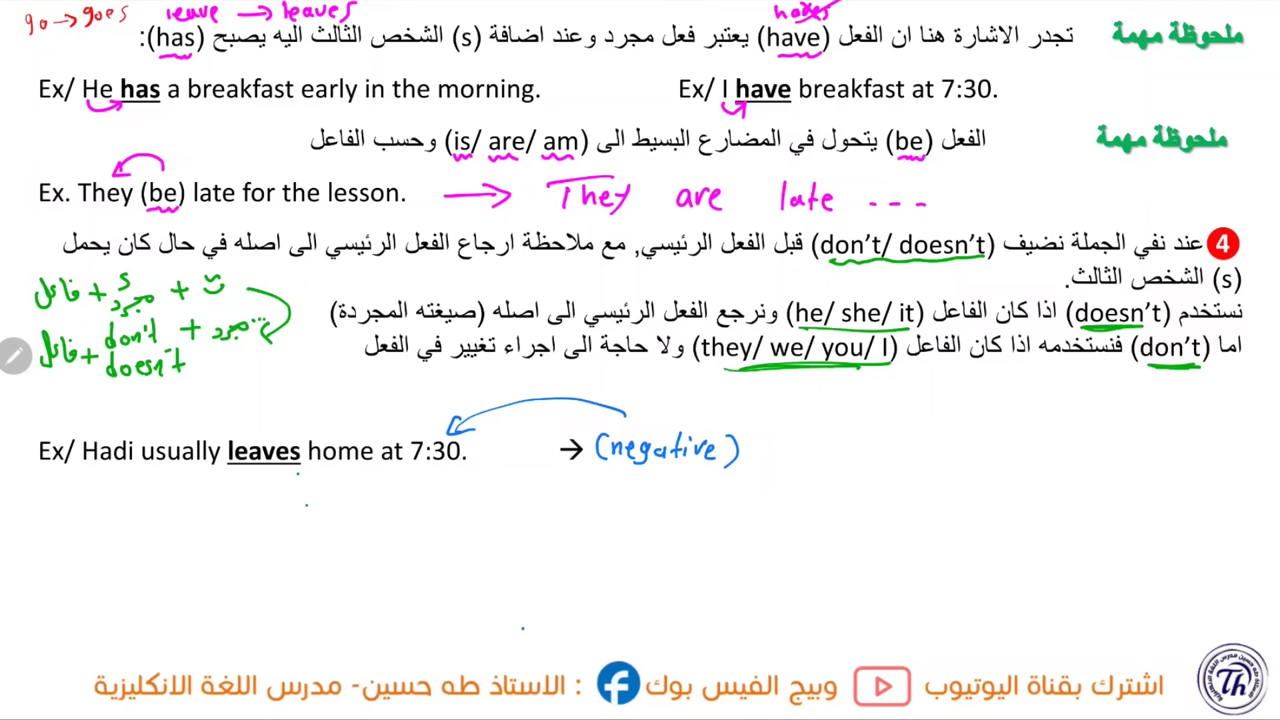 go → goes leave → leaves haves
ملحوظة مهمة تجدر الاشارة هنا ان الفعل (have) يعتبر فعل مجرد وعند اضافة (s) الشخص الثالث اليه يصبح (has):
Ex/ He has a breakfast early in the morning. Ex/ I have breakfast at 7:30.
ملحوظة مهمة الفعل (be) يتحول في المضارع البسيط الى (is/ are/ am) وحسب الفاعل
Ex. They (be) late for the lesson. → They are late ...
4 عند نفي الجملة نضيف (don't/ doesn't) قبل الفعل الرئيسي, مع ملاحظة ارجاع الفعل الرئيسي الى اصله في حال كان يحمل
(s) الشخص الثالث.
فاعل + مجرد s +
نستخدم (doesn't) اذا كان الفاعل (he/ she/ it) ونرجع الفعل الرئيسي الى اصله (صيغته المجردة)
فاعل + don't doesn't + مجرد ...
اما (don't) فنستخدمه اذا كان الفاعل (they/ we/ you/ I) ولا حاجة الى اجراء تغيير في الفعل
Ex/ Hadi usually leaves home at 7:30. → (negative)
اشترك بقناة اليوتيوب وبيج الفيس بوك : الاستاذ طه حسين- مدرس اللغة الانكليزية
Th